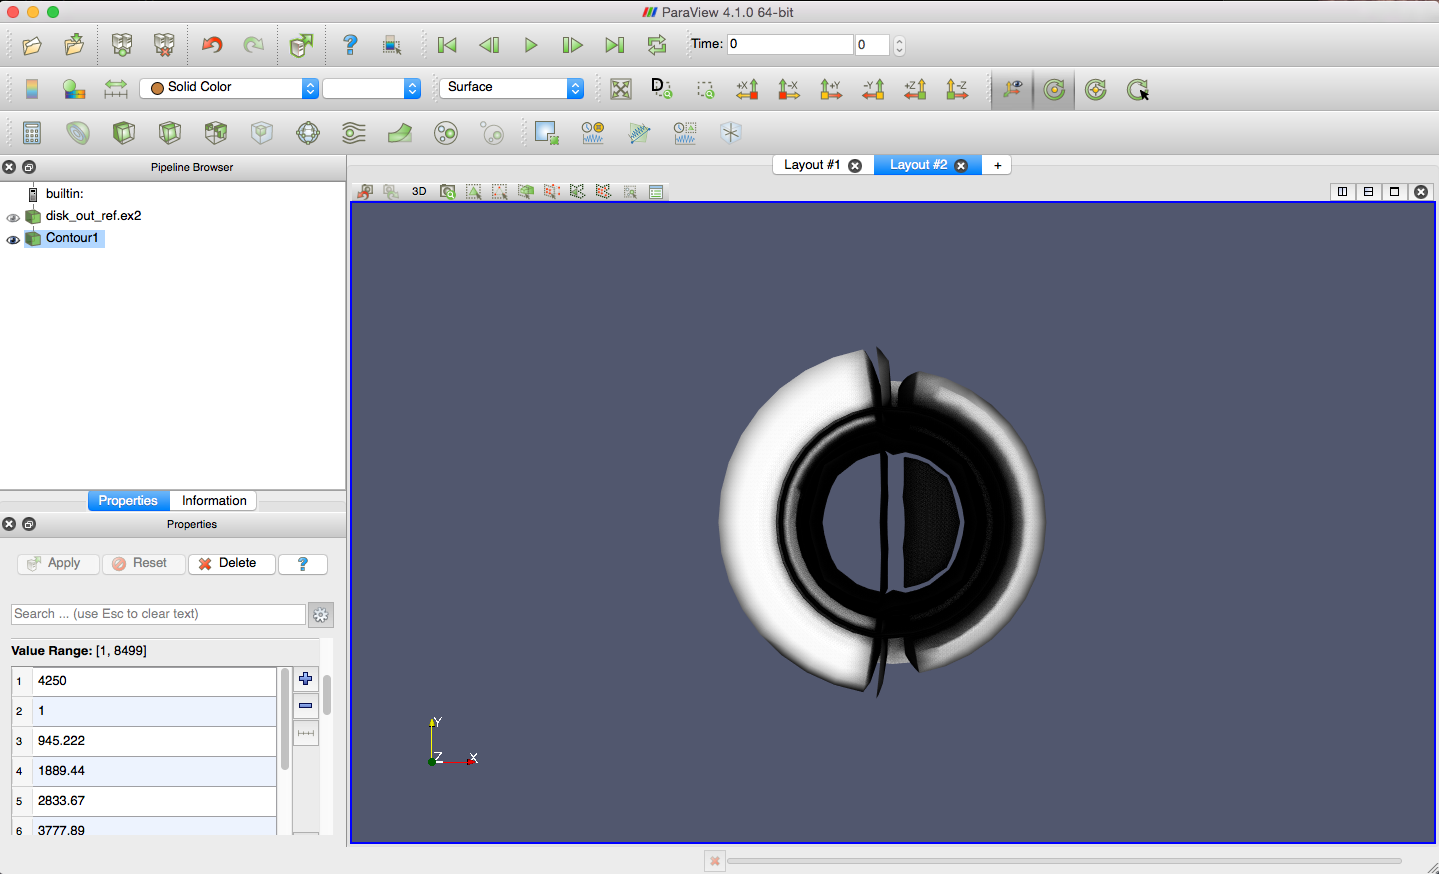 ParaView 4.1.0 64-bit
Time: 0 0
Solid Color Surface D +X -X +Y -Y +Z -Z
Pipeline Browser
Layout #1 Layout #2 +
builtin:
3D
disk_out_ref.ex2
Contour1
Properties Information
Properties
Apply Reset Delete ?
Search ... (use Esc to clear text)
Value Range: [1, 8499]
1 4250
2 1
3 945.222
4 1889.44
5 2833.67
6 3777.89
Y
Z X